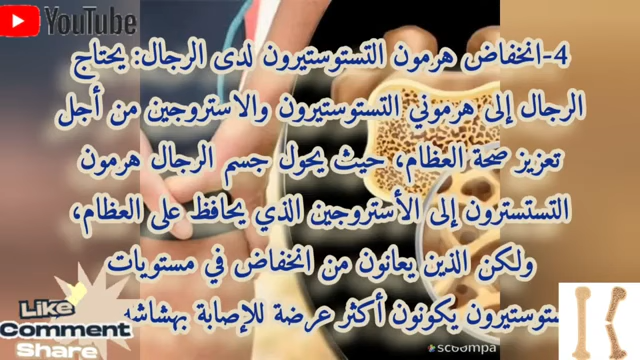 YouTube
4-انخفاض هرمون التستوستيرون لدى الرجال: يحتاج
الرجال إلى هرموني التستوستيرون والاستروجين من أجل
تعزيز صحة العظام، حيث يحول جسم الرجال هرمون
التستسترون إلى الأستروجين الذي يحافظ على العظام،
ولكن الذين يعانون من انخفاض في مستويات
يكونون أكثر عرضة للإصابة بهشاشه
Like
Comment
Share
scoompa